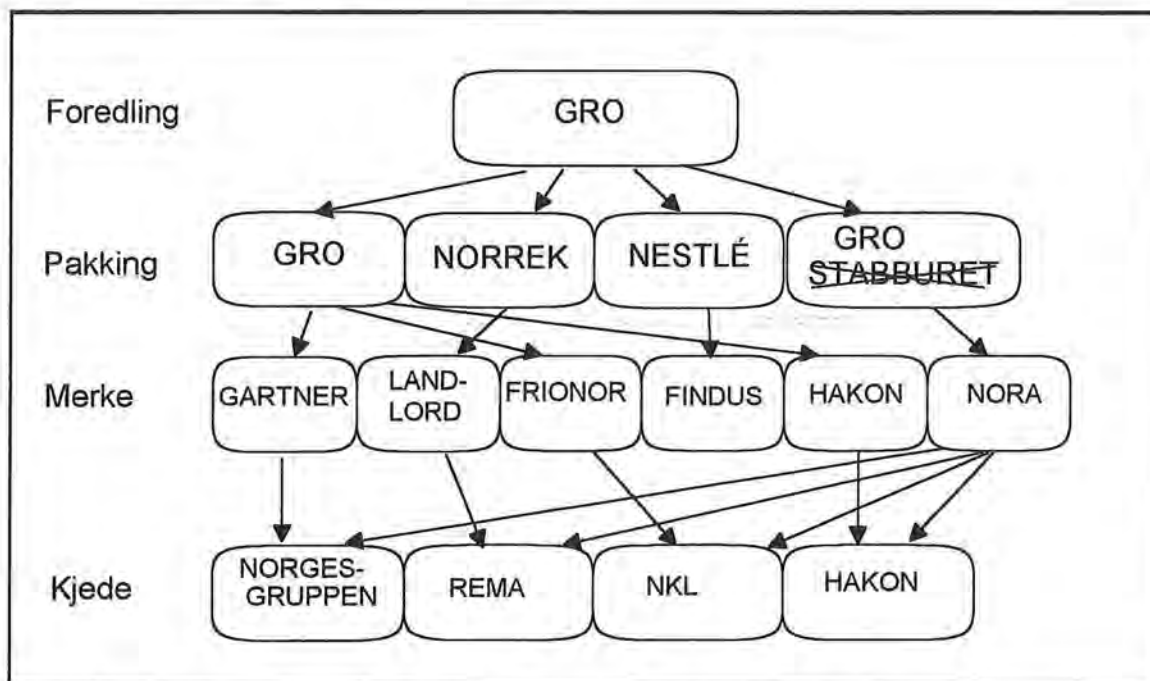 Foredling
GRO
Pakking
GRO
NORREK
NESTLÉ
GRO
STABBURET
Merke
GARTNER
LAND-
LORD
FRIONOR
FINDUS
HAKON
NORA
Kjede
NORGES-
GRUPPEN
REMA
NKL
HAKON